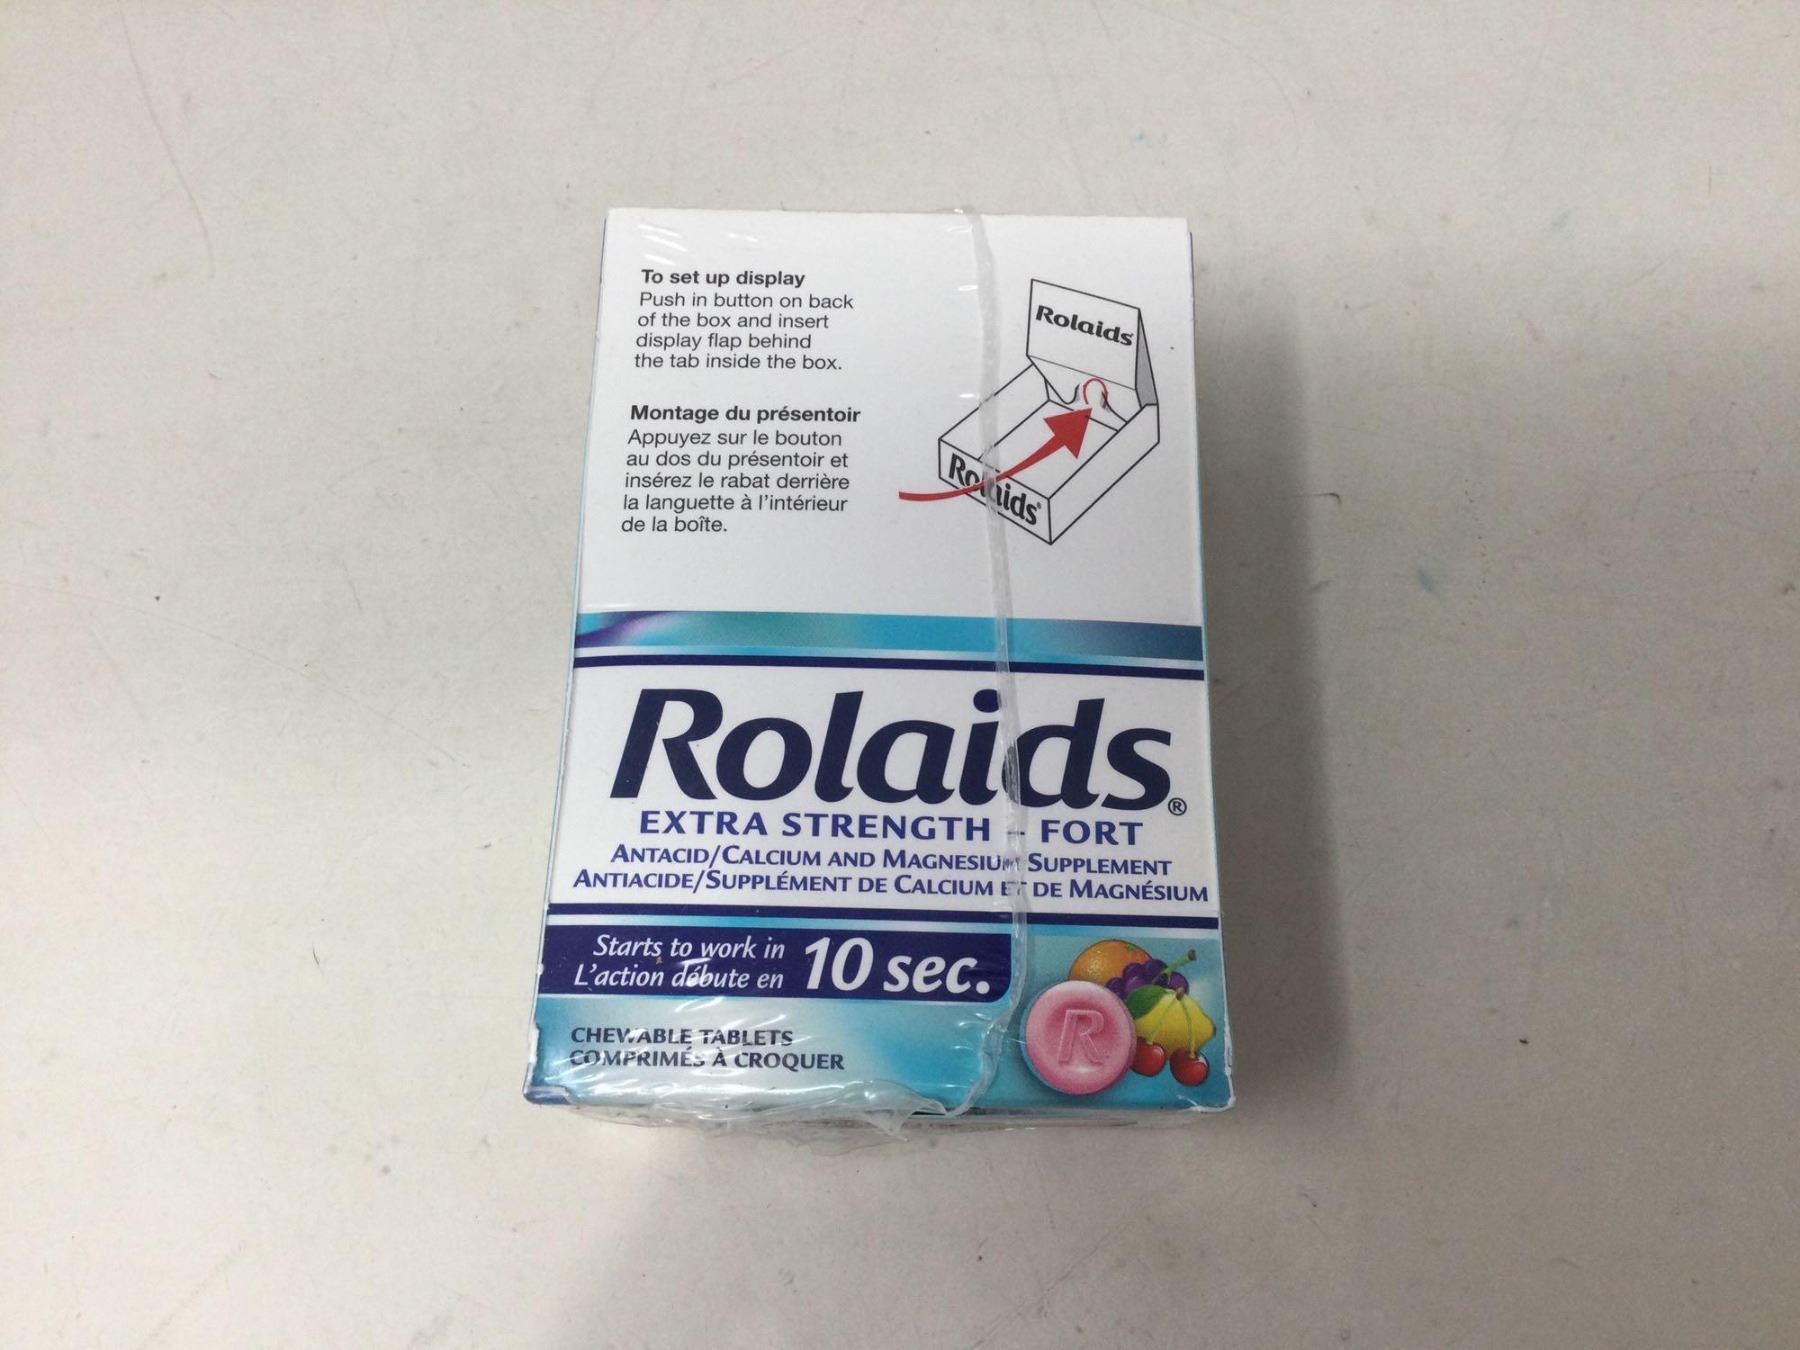 To set up display
Push in button on back
of the box and insert
display flap behind
the tab inside the box.
Montage du présentoir
Appuyez sur le bouton
au dos du présentoir et
insérez le rabat derrière
la languette à l'intérieur
de la boîte.
Rolaids
Rolaids
Rolaids®
EXTRA STRENGTH - FORT
ANTACID/CALCIUM AND MAGNESIUM SUPPLEMENT
ANTIACIDE/SUPPLÉMENT DE CALCIUM ET DE MAGNÉSIUM
Starts to work in 10 sec.
L'action débute en
CHEWABLE TABLETS
COMPRIMÉS À CROQUER
R